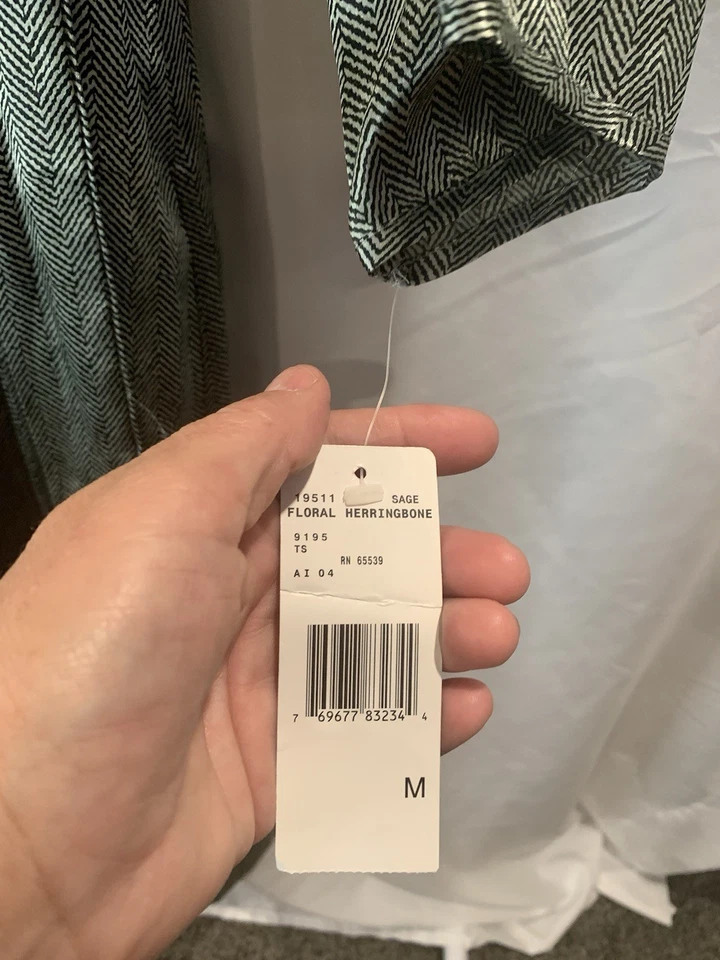 19511 SAGE
FLORAL HERRINGBONE
9195
TS
RN 65539
AI 04
7 69677 83234 4
M